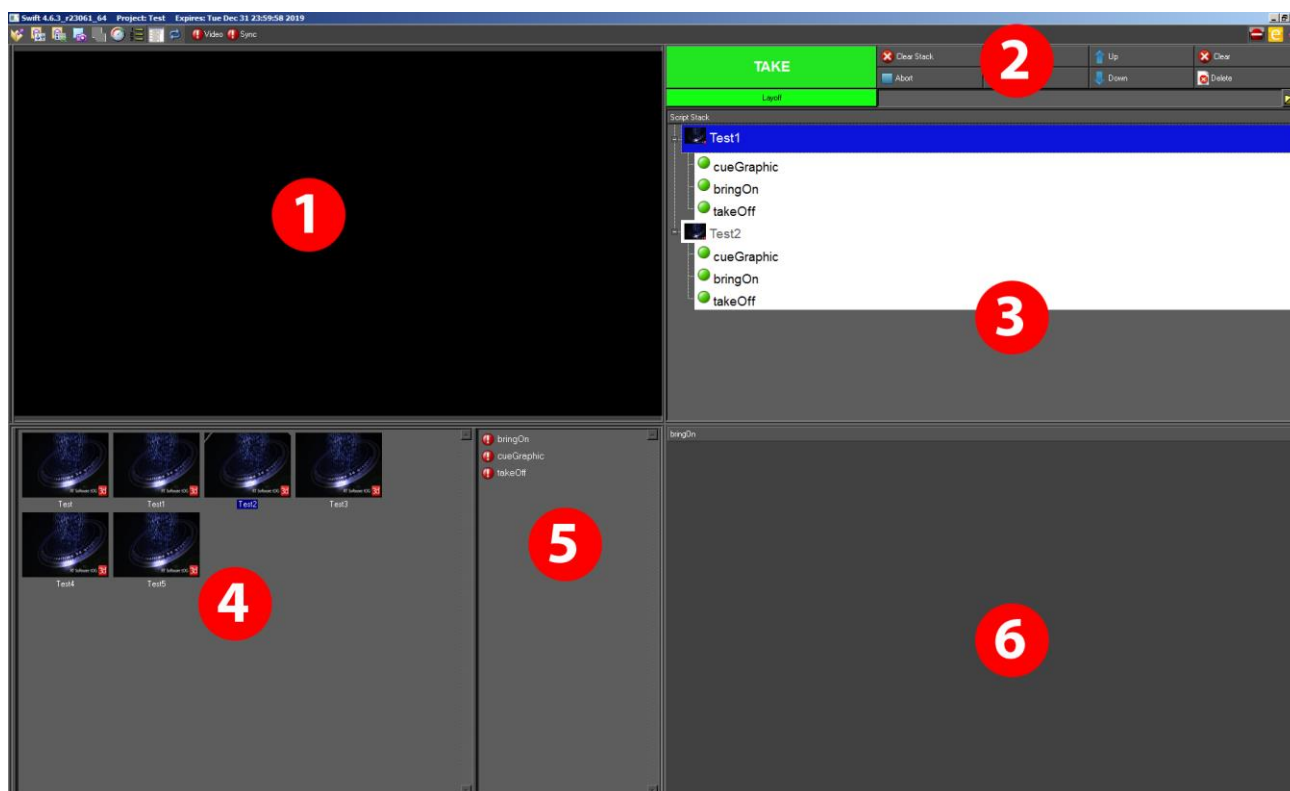 Swift 4.6.3_r23061_64 Project: Test Expires: Tue Dec 31 23:59:58 2019
Video Sync
TAKE
Clear Stack
Up
Clear
Abort
Down
Delete
Layoff
2
Script Stack
Test1
cueGraphic
bringOn
takeOff
Test2
cueGraphic
bringOn
takeOff
1
3
Test Test1 Test2 Test3
Test4 Test5
4
bringOn
cueGraphic
takeOff
5
bringOn
6